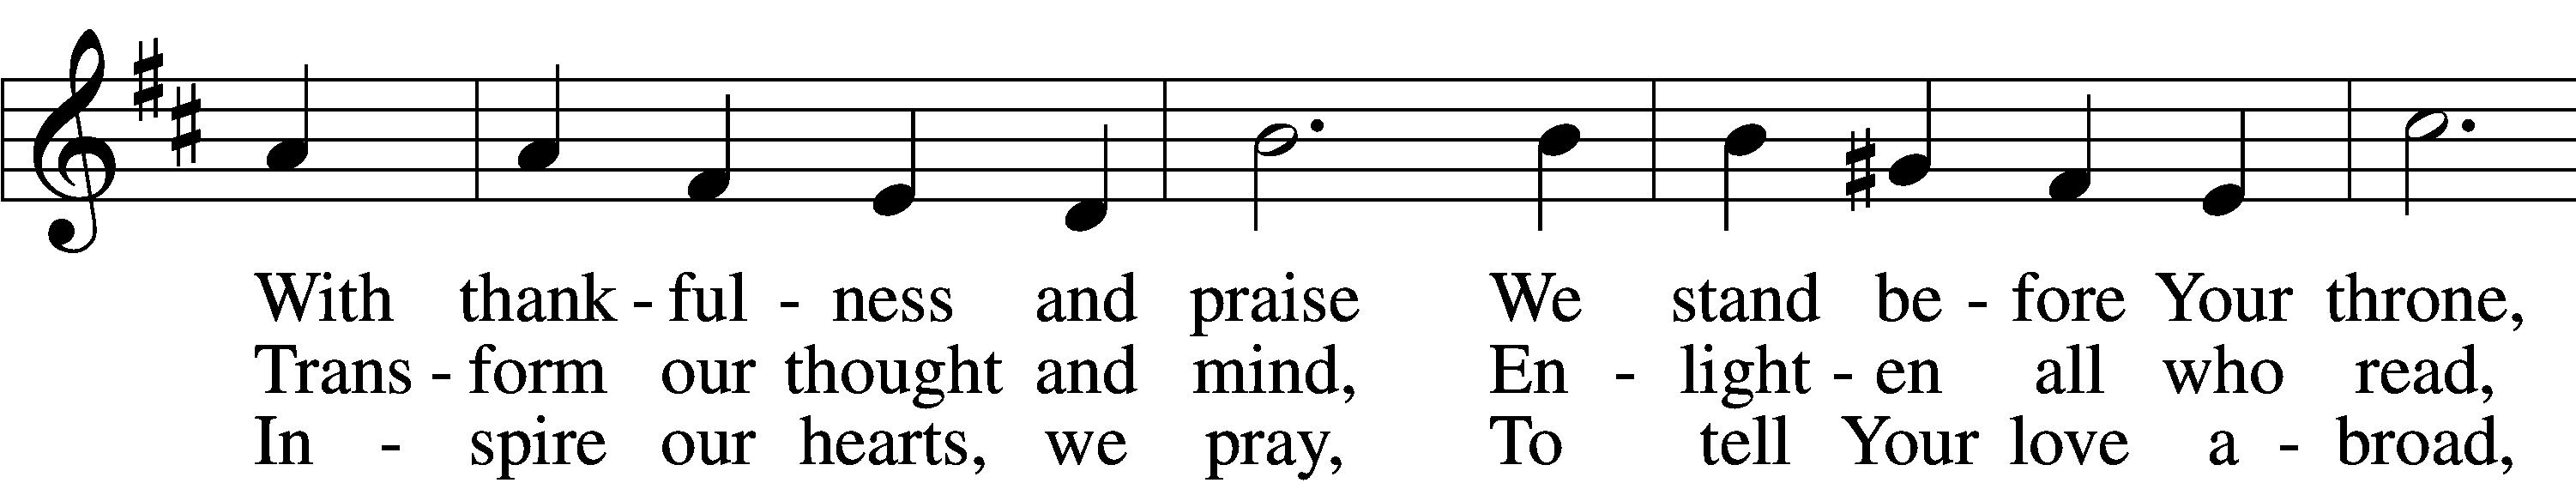 With thank - ful - ness and praise We stand be - fore Your throne,
Trans - form our thought and mind, En - light - en all who read,
In - spire our hearts, we pray, To tell Your love a - broad,